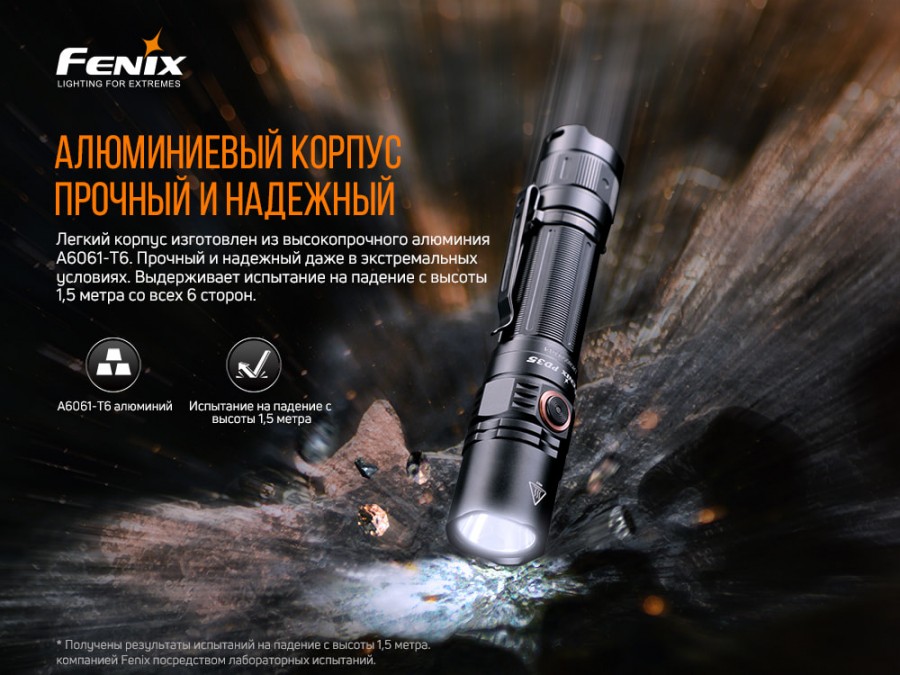 FENIX
LIGHTING FOR EXTREMES
АЛЮМИНИЕВЫЙ КОРПУС
ПРОЧНЫЙ И НАДЕЖНЫЙ
Легкий корпус изготовлен из высокопрочного алюминия
A6061-T6. Прочный и надежный даже в экстремальных
условиях. Выдерживает испытание на падение с высоты
1,5 метра со всех 6 сторон.
A6061-T6 алюминий
Испытание на падение с
высоты 1,5 метра
Fenix PD35
* Получены результаты испытаний на падение с высоты 1,5 метра.
компанией Fenix посредством лабораторных испытаний.